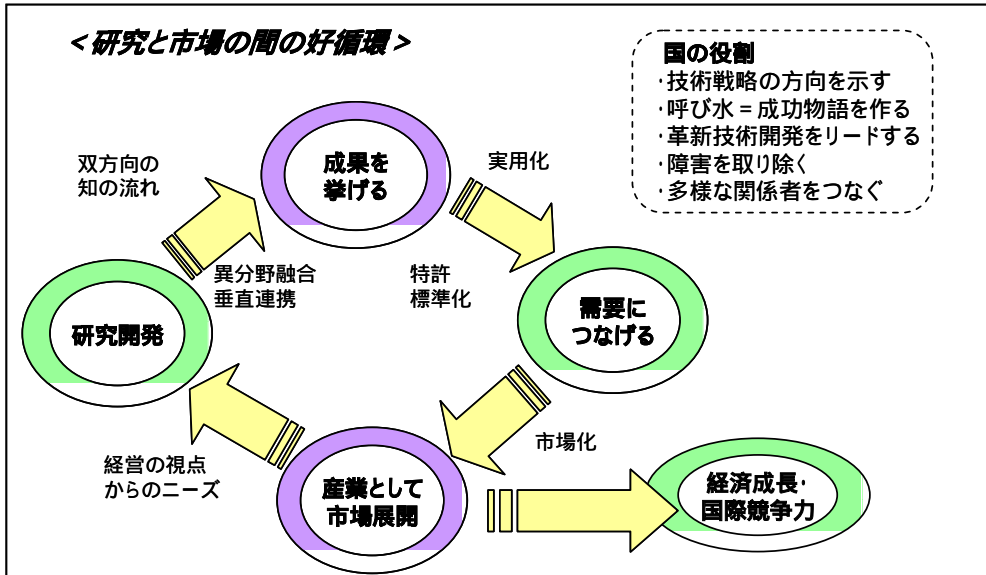 <研究と市場の間の好循環>
国の役割
・技術戦略の方向を示す
・呼び水=成功物語を作る
・革新技術開発をリードする
・障害を取り除く
・多様な関係者をつなぐ
双方向の
知の流れ
成果を
挙げる
実用化
異分野融合
垂直連携
特許
標準化
研究開発
需要に
つなげる
市場化
経営の視点
からのニーズ
産業として
市場展開
経済成長・
国際競争力